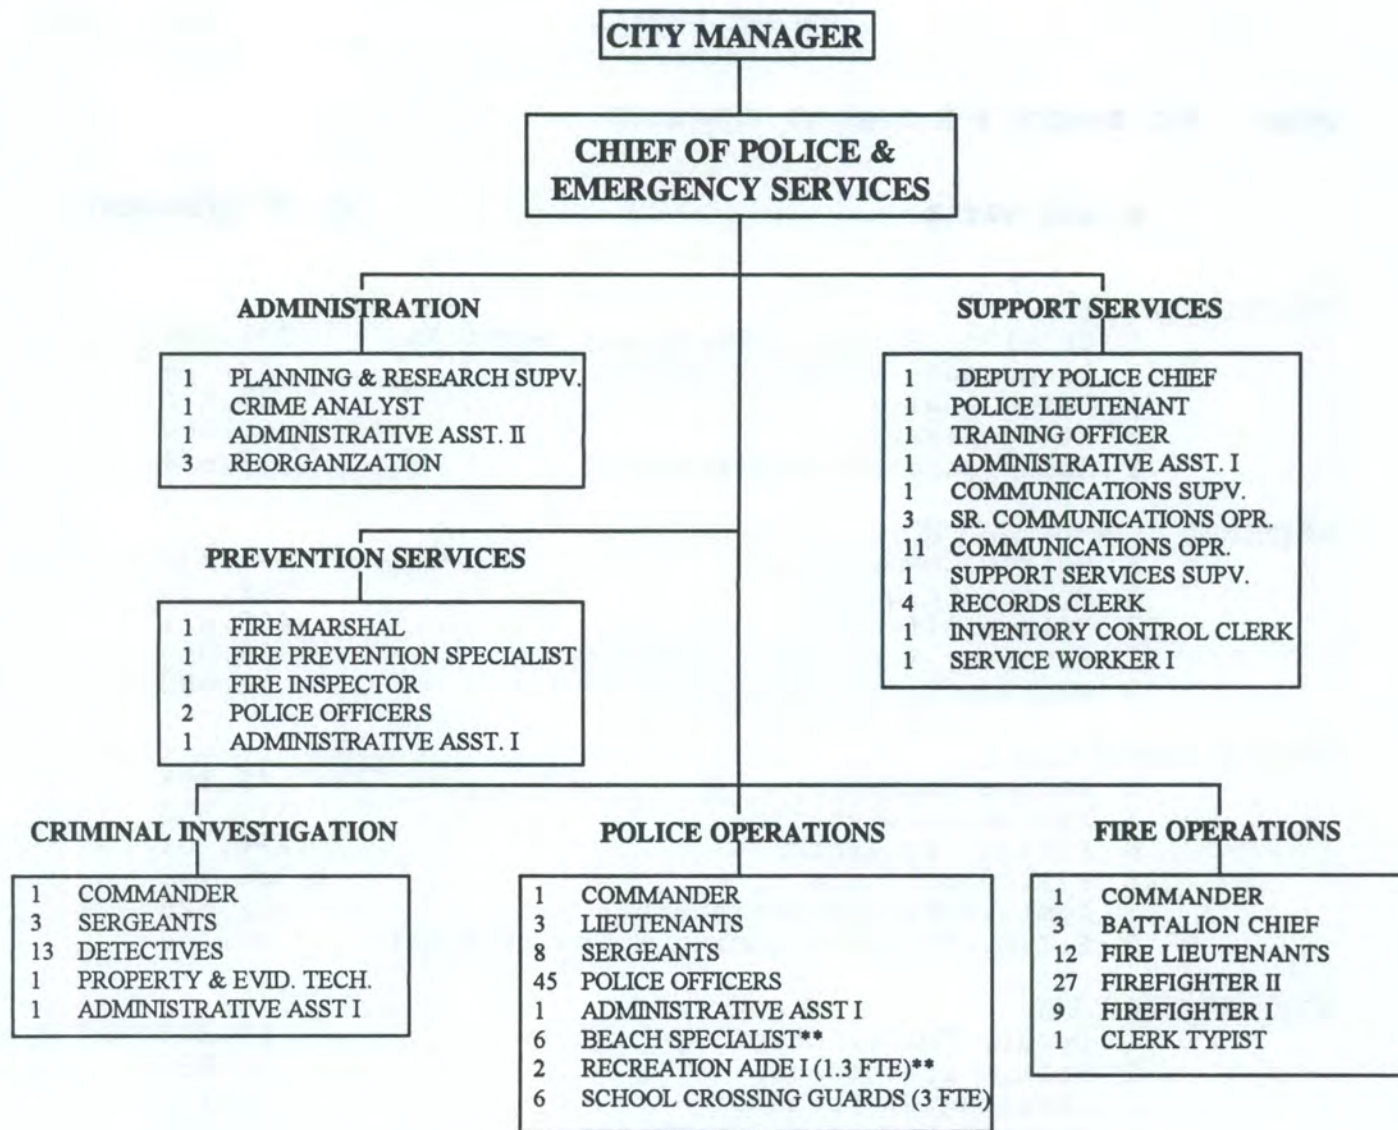 CITY MANAGER
CHIEF OF POLICE &
EMERGENCY SERVICES
ADMINISTRATION
1 PLANNING & RESEARCH SUPV.
1 CRIME ANALYST
1 ADMINISTRATIVE ASST. II
3 REORGANIZATION
SUPPORT SERVICES
1 DEPUTY POLICE CHIEF
1 POLICE LIEUTENANT
1 TRAINING OFFICER
1 ADMINISTRATIVE ASST. I
1 COMMUNICATIONS SUPV.
3 SR. COMMUNICATIONS OPR.
11 COMMUNICATIONS OPR.
1 SUPPORT SERVICES SUPV.
4 RECORDS CLERK
1 INVENTORY CONTROL CLERK
1 SERVICE WORKER I
PREVENTION SERVICES
1 FIRE MARSHAL
1 FIRE PREVENTION SPECIALIST
1 FIRE INSPECTOR
2 POLICE OFFICERS
1 ADMINISTRATIVE ASST. I
CRIMINAL INVESTIGATION
1 COMMANDER
3 SERGEANTS
13 DETECTIVES
1 PROPERTY & EVID. TECH.
1 ADMINISTRATIVE ASST I
POLICE OPERATIONS
1 COMMANDER
3 LIEUTENANTS
8 SERGEANTS
45 POLICE OFFICERS
1 ADMINISTRATIVE ASST I
6 BEACH SPECIALIST**
2 RECREATION AIDE I (1.3 FTE)**
6 SCHOOL CROSSING GUARDS (3 FTE)
FIRE OPERATIONS
1 COMMANDER
3 BATTALION CHIEF
12 FIRE LIEUTENANTS
27 FIREFIGHTER II
9 FIREFIGHTER I
1 CLERK TYPIST